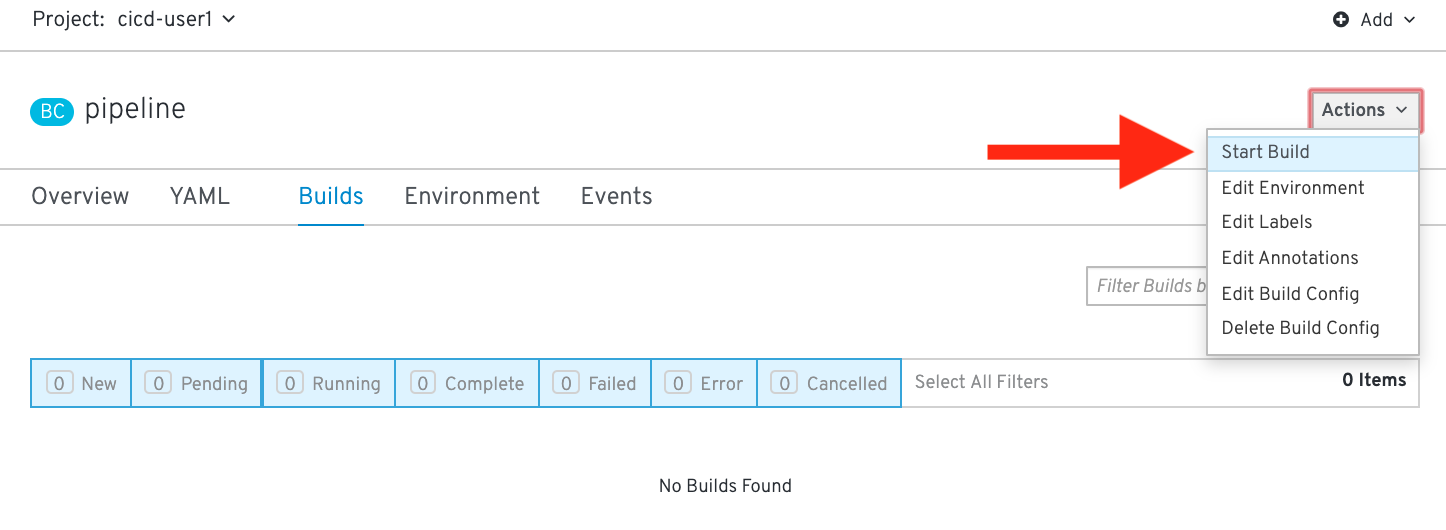 Project: cicd-user1
Add
BC pipeline
Actions
Start Build
Edit Environment
Edit Labels
Edit Annotations
Edit Build Config
Delete Build Config
Overview YAML Builds Environment Events
Filter Builds b
0 New 0 Pending 0 Running 0 Complete 0 Failed 0 Error 0 Cancelled Select All Filters 0 Items
No Builds Found